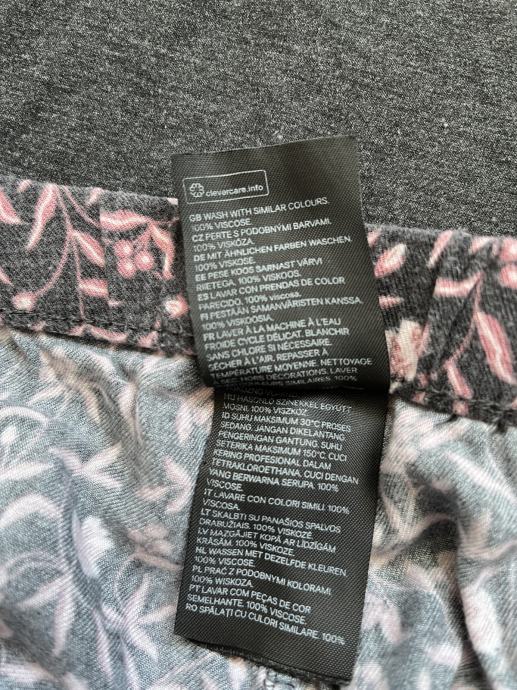 clevercare.info
GB WASH WITH SIMILAR COLOURS.
100% VISCOSE.
CZ PERTE S PODOBNÝMI BARVAMI.
100% VISKÓZA.
DE MIT ÄHNLICHEN FARBEN WASCHEN.
100% VISKOSE.
EE PESE KOOS SARNAST VÄRVI
RIIETEGA. 100% VISKOOS.
ES LAVAR CON PRENDAS DE COLOR
PARECIDO. 100% viscosa.
FI PESTÄÄN SAMANVÄRISTEN KANSSA.
100% VISKOOSIA.
FR LAVER À LA MACHINE À L'EAU
FROIDE CYCLE DÉLICAT. BLANCHIR
SANS CHLORE SI NÉCESSAIRE.
SÉCHER À L'AIR. REPASSER À
TEMPÉRATURE MOYENNE. NETTOYAGE
À SEC, HORS DÉCORATIONS. LAVER
COULEURS SIMILAIRES. 100%
HU HASONLÓ SZÍNEKKEL EGYÜTT
MOSNI. 100% VISZKÓZ
ID SUHU MAKSIMUM 30°C PROSES
SEDANG. JANGAN DIKELANTANG
PENGERINGAN GANTUNG. SUHU
SETERIKA MAKSIMUM 150°C. CUCI
KERING PROFESIONAL DALAM
TETRAKLOROETHANA. CUCI DENGAN
YANG BERWARNA SERUPA. 100%
VISCOSE.
IT LAVARE CON COLORI SIMILI. 100%
VISCOSA.
LT SKALBTI SU PANAŠIOS SPALVOS
DRABUŽIAIS. 100% VISKOZĖ
LV MAZGĀJIET KOPĀ AR LĪDZĪGĀM
KRĀSĀM. 100% VISKOZE
NL WASSEN MET DEZELFDE KLEUREN.
100% VISCOSE.
PL PRAĆ Z PODOBNYMI KOLORAMI
100% WISKOZA.
PT LAVAR COM PEÇAS DE COR
SEMELHANTE. 100% VISCOSE.
RO SPĂLAȚI CU CULORI SIMILARE. 100%